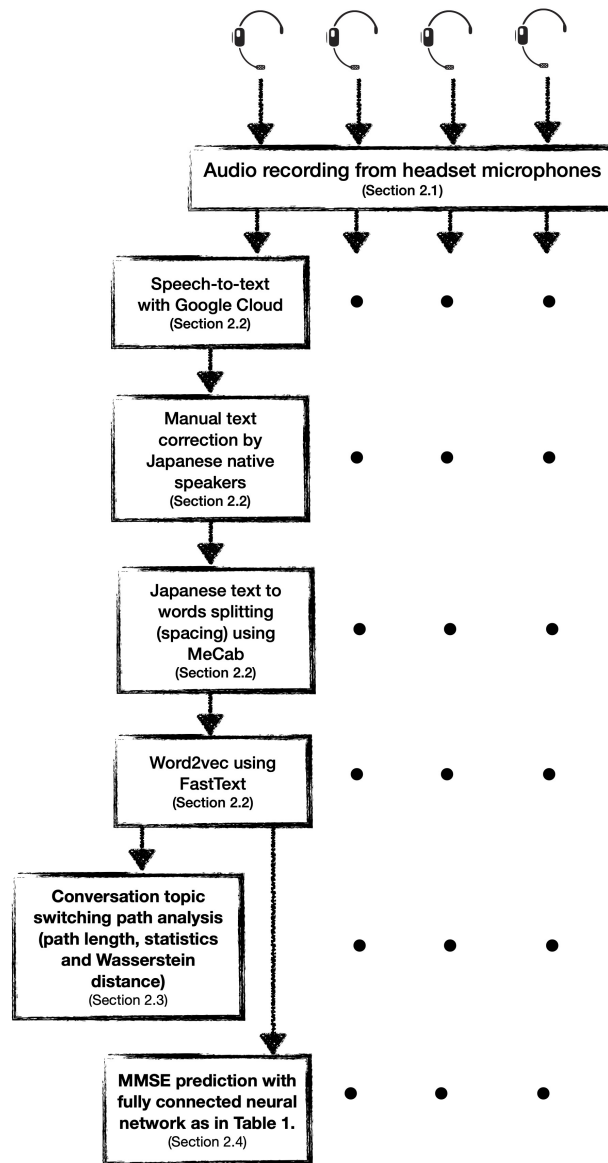 Audio recording from headset microphones
(Section 2.1)
Speech-to-text
with Google Cloud
(Section 2.2)
Manual text
correction by
Japanese native
speakers
(Section 2.2)
Japanese text to
words splitting
(spacing) using
MeCab
(Section 2.2)
Word2vec using
FastText
(Section 2.2)
Conversation topic
switching path analysis
(path length, statistics
and Wasserstein
distance)
(Section 2.3)
MMSE prediction with
fully connected neural
network as in Table 1.
(Section 2.4)